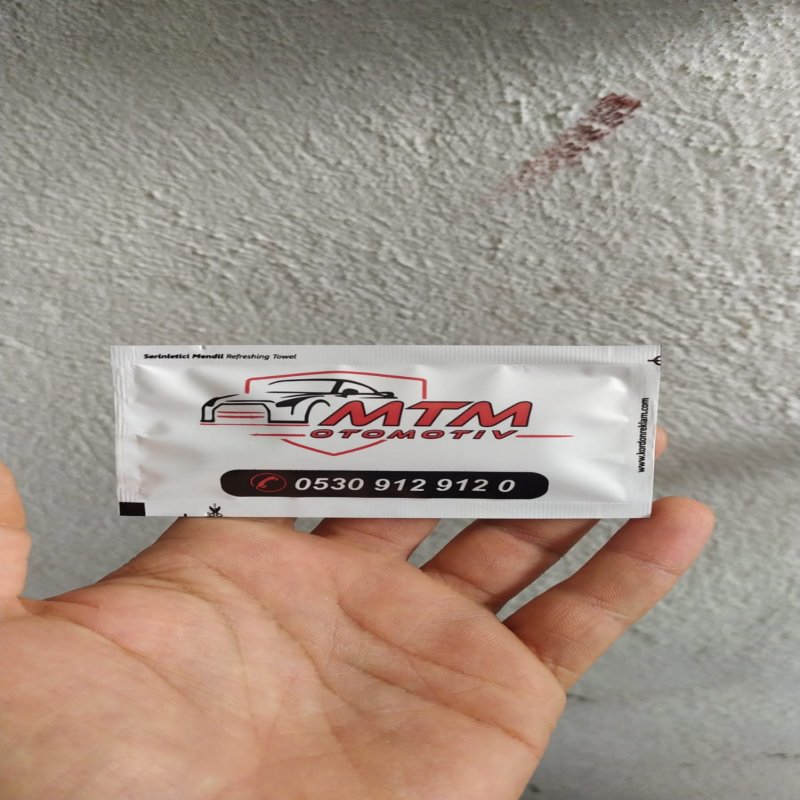 Serinletici Mendil Refreshing Towel
MTM
OTOMOTIV
0530 912 912 0
www.kordonreklam.com